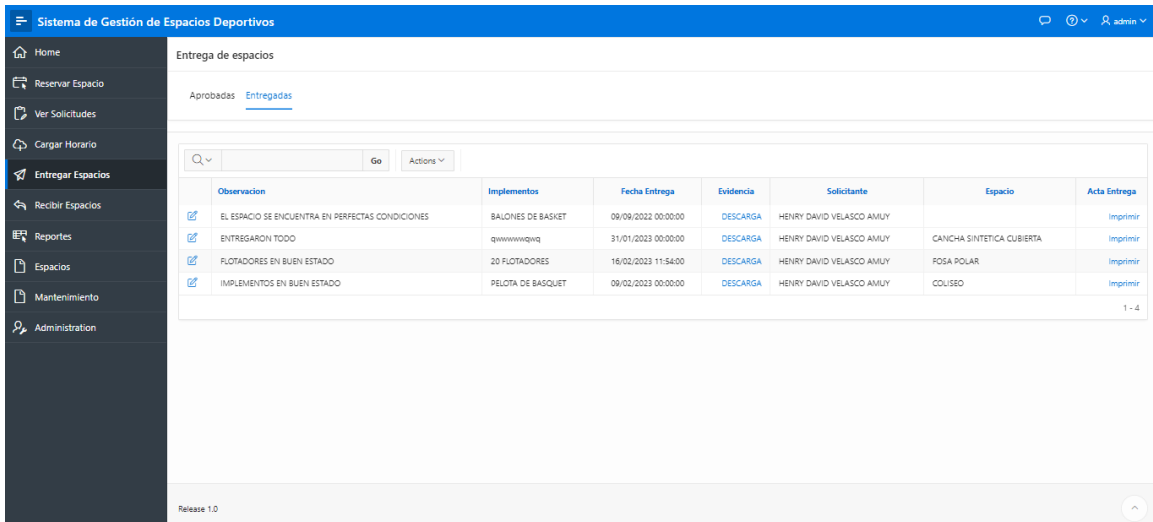 Sistema de Gestión de Espacios Deportivos admin
Home
Reservar Espacio
Ver Solicitudes
Cargar Horario
Entregar Espacios
Recibir Espacios
Reportes
Espacios
Mantenimiento
Administration
Entrega de espacios
Aprobadas Entregadas
Go Actions
Observacion Implementos Fecha Entrega Evidencia Solicitante Espacio Acta Entrega
EL ESPACIO SE ENCUENTRA EN PERFECTAS CONDICIONES BALONES DE BASKET 09/09/2022 00:00:00 DESCARGA HENRY DAVID VELASCO AMUY Imprimir
ENTREGARON TODO qwwwwwqwq 31/01/2023 00:00:00 DESCARGA HENRY DAVID VELASCO AMUY CANCHA SINTETICA CUBIERTA Imprimir
FLOTADORES EN BUEN ESTADO 20 FLOTADORES 16/02/2023 11:54:00 DESCARGA HENRY DAVID VELASCO AMUY FOSA POLAR Imprimir
IMPLEMENTOS EN BUEN ESTADO PELOTA DE BASQUET 09/02/2023 00:00:00 DESCARGA HENRY DAVID VELASCO AMUY COLISEO Imprimir
1 - 4
Release 1.0